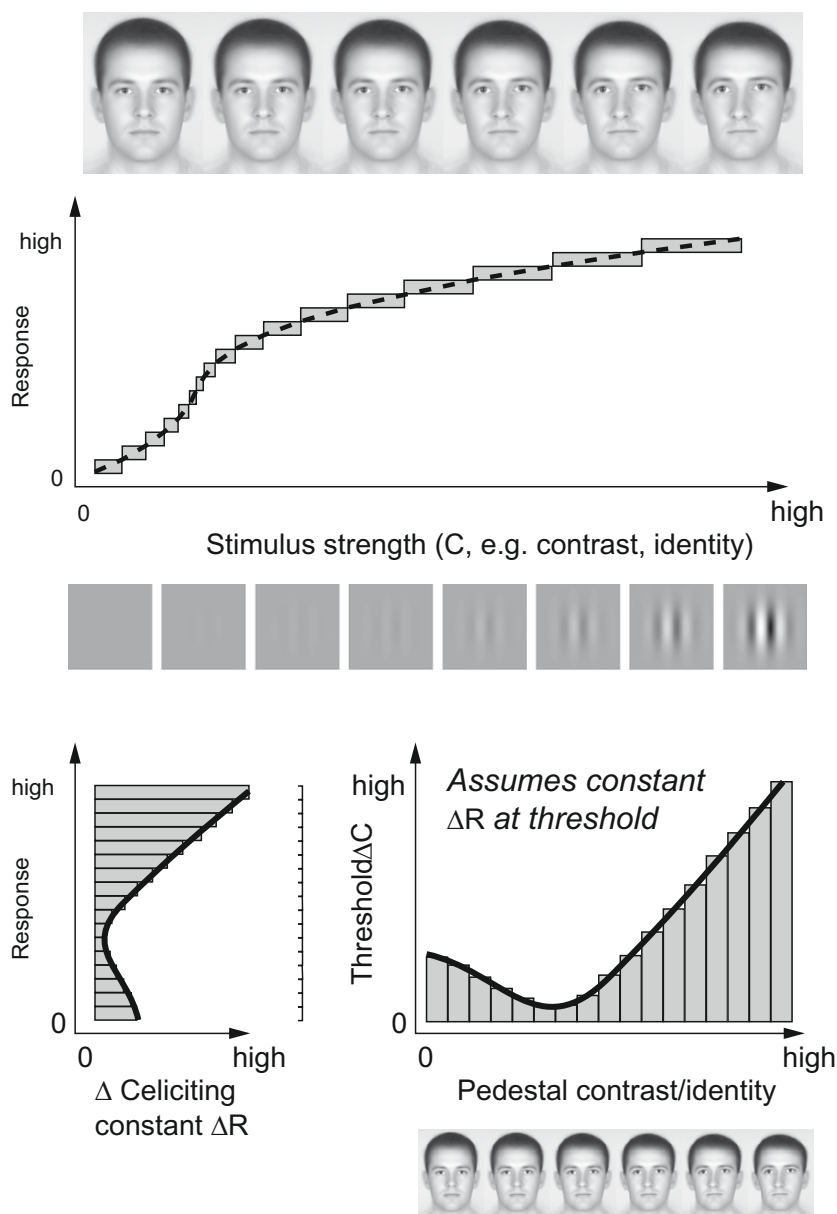 high
Response
0
0
high
Stimulus strength (C, e.g. contrast, identity)
high
Response
0
0
high
Δ Celiciting
constant ΔR
high
ThresholdΔC
0
Assumes constant
ΔR at threshold
0
high
Pedestal contrast/identity